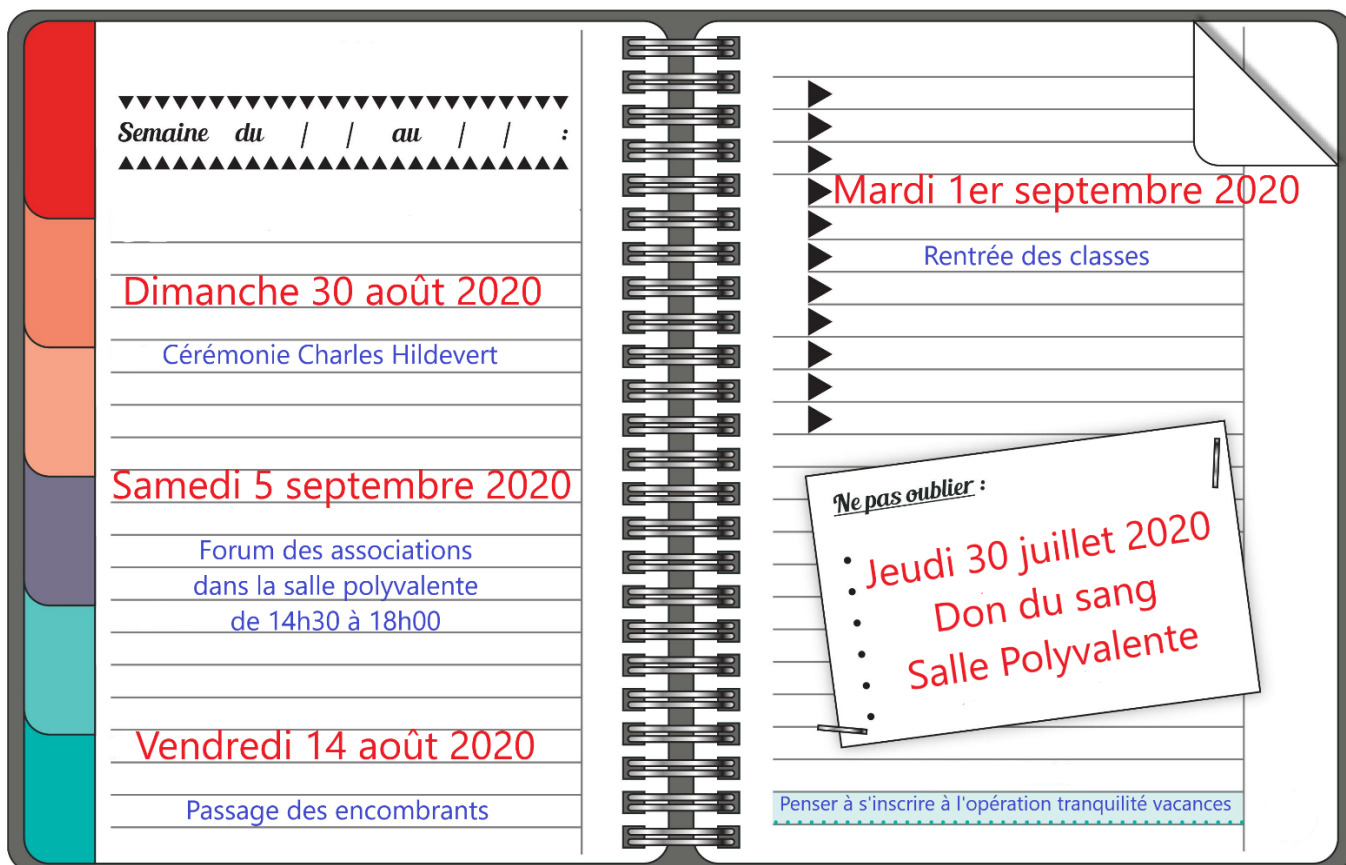 Semaine du / / au / / :
Dimanche 30 août 2020
Cérémonie Charles Hildevert
Samedi 5 septembre 2020
Forum des associations
dans la salle polyvalente
de 14h30 à 18h00
Vendredi 14 août 2020
Passage des encombrants
Mardi 1er septembre 2020
Rentrée des classes
Ne pas oublier :
Jeudi 30 juillet 2020
Don du sang
Salle Polyvalente
Penser à s'inscrire à l'opération tranquilité vacances